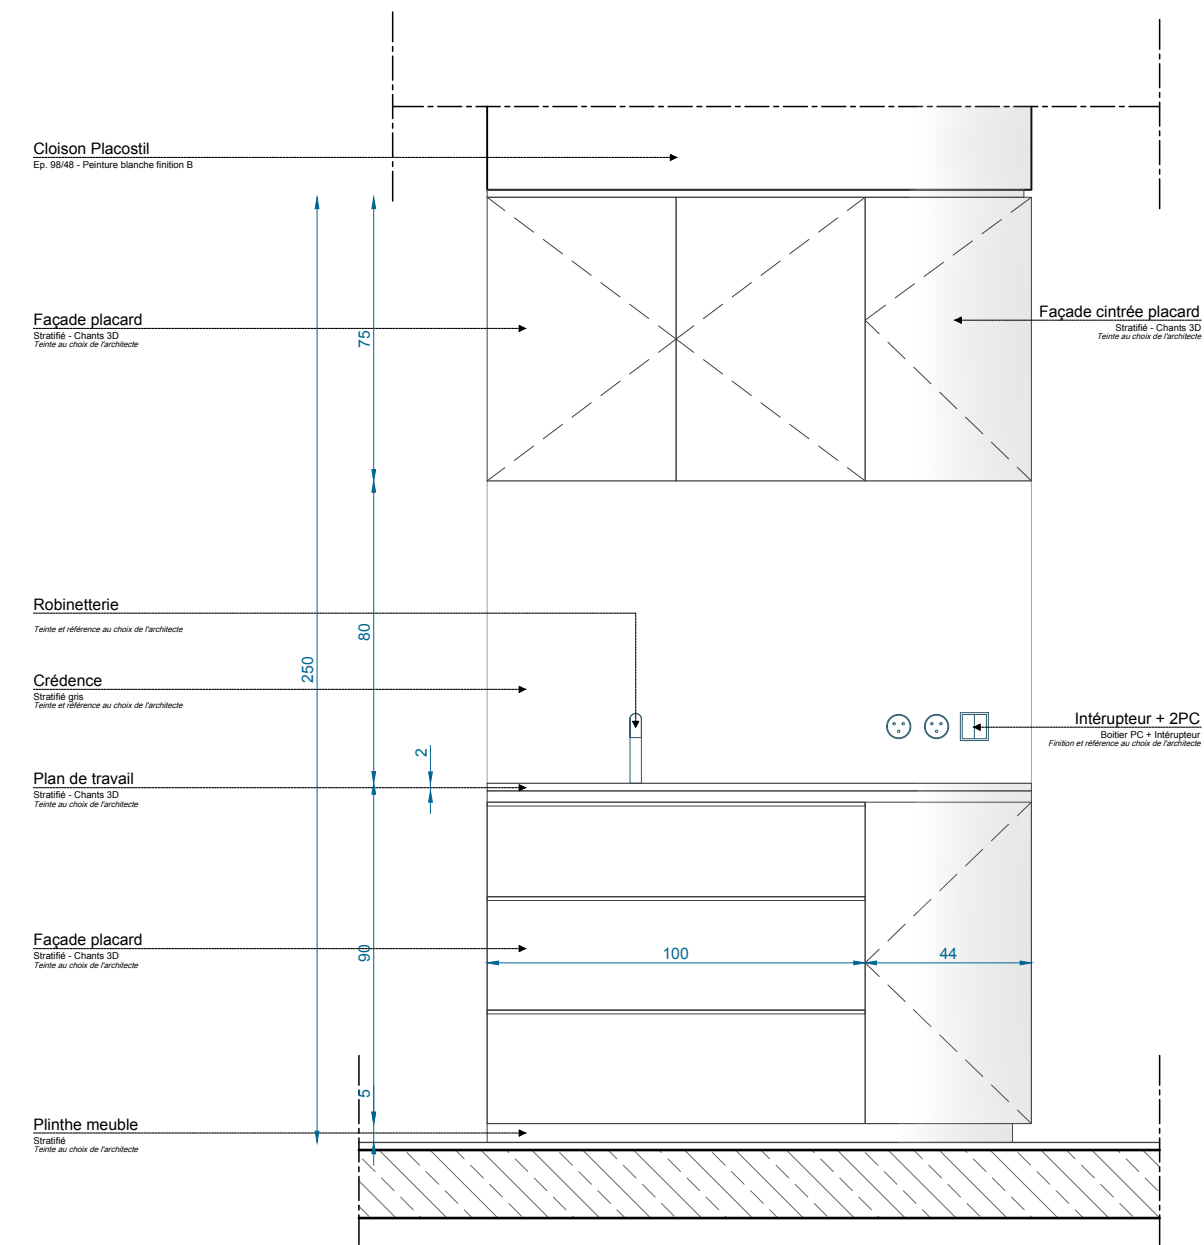 Cloison Placostil
Ep. 98/48 - Peinture blanche finition B
Façade placard
Stratifié - Chants 3D
Teinte au choix de l'architecte
Façade cintrée placard
Stratifié - Chants 3D
Teinte au choix de l'architecte
75
Robinetterie
Teinte et référence au choix de l'architecte
80
250
Crédence
Stratifié gris
Teinte et référence au choix de l'architecte
Intérupteur + 2PC
Boitier PC + Intérupteur
Finition et référence au choix de l'architecte
2
Plan de travail
Stratifié - Chants 3D
Teinte au choix de l'architecte
Façade placard
Stratifié - Chants 3D
Teinte au choix de l'architecte
90
100
44
5
Plinthe meuble
Stratifié
Teinte au choix de l'architecte